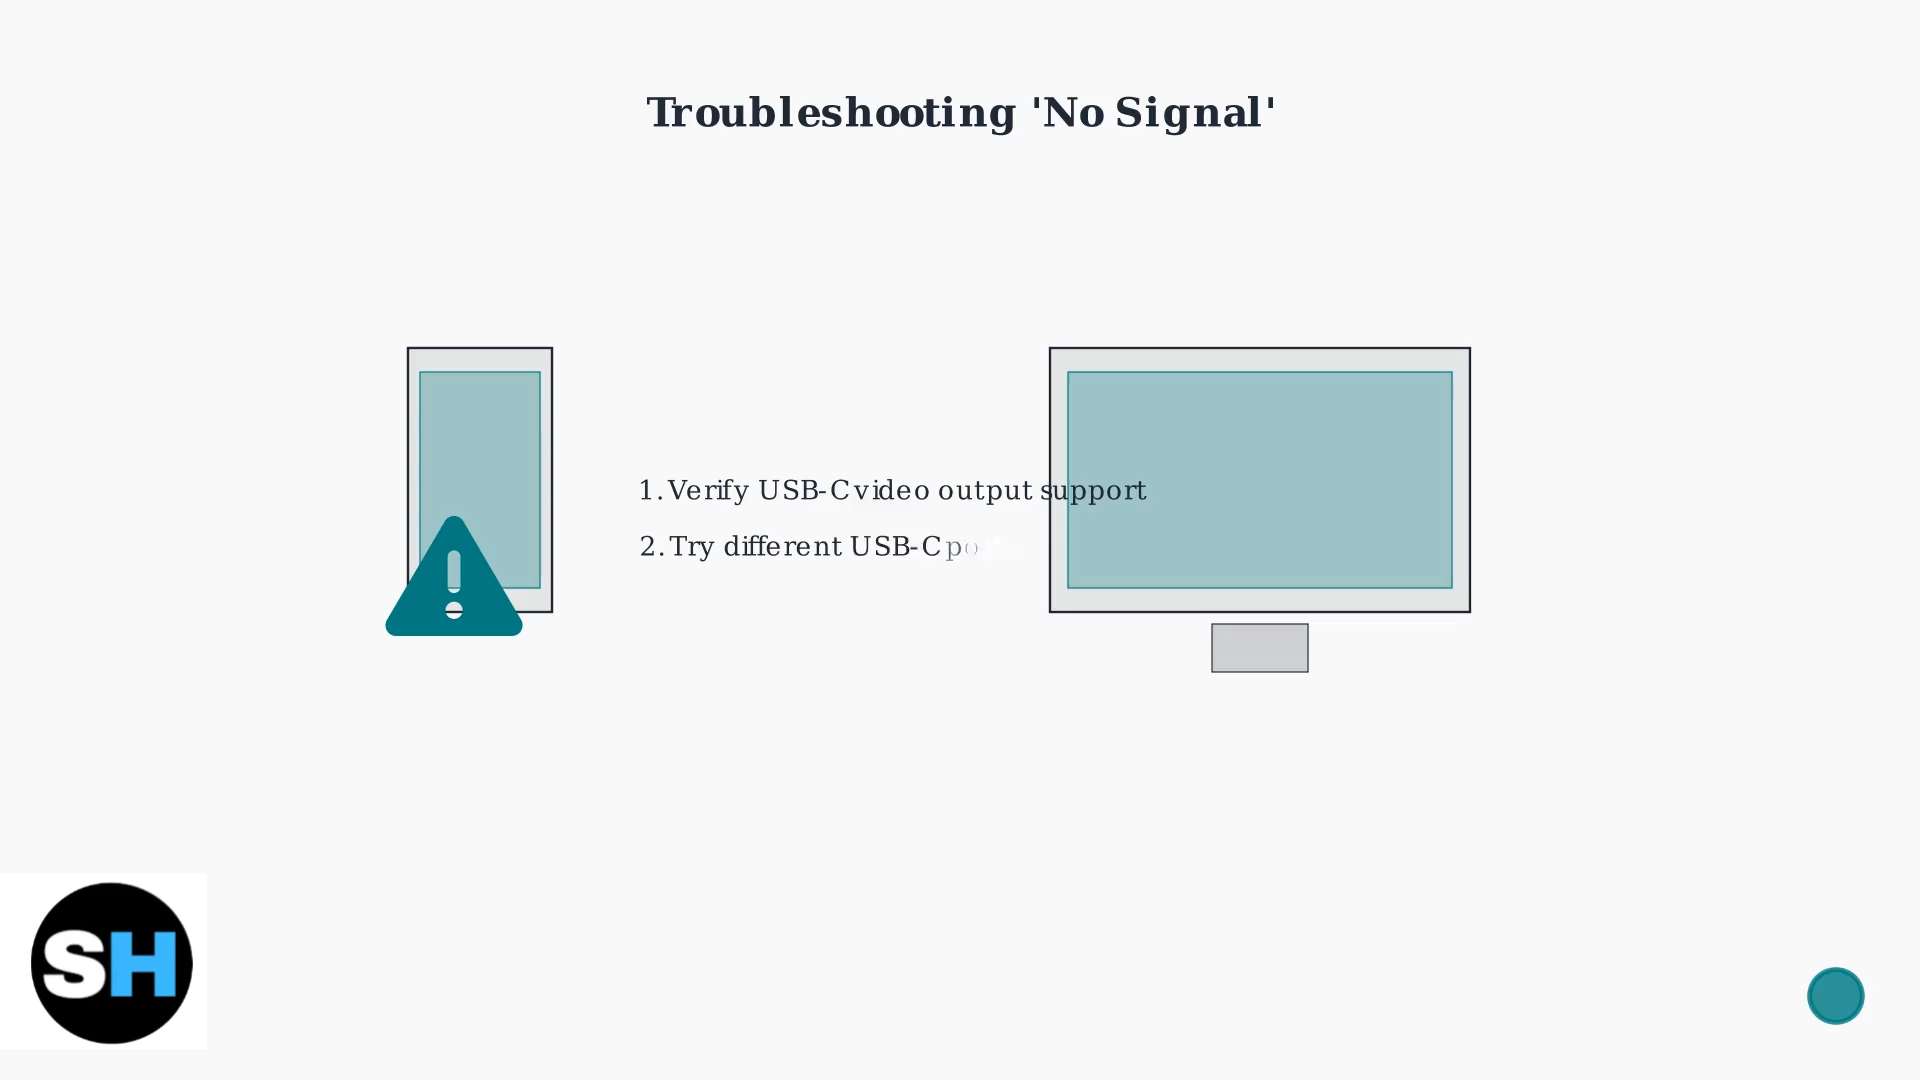 Troubleshooting 'No Signal'
1. Verify USB-C video output support
2. Try different USB-C
SH